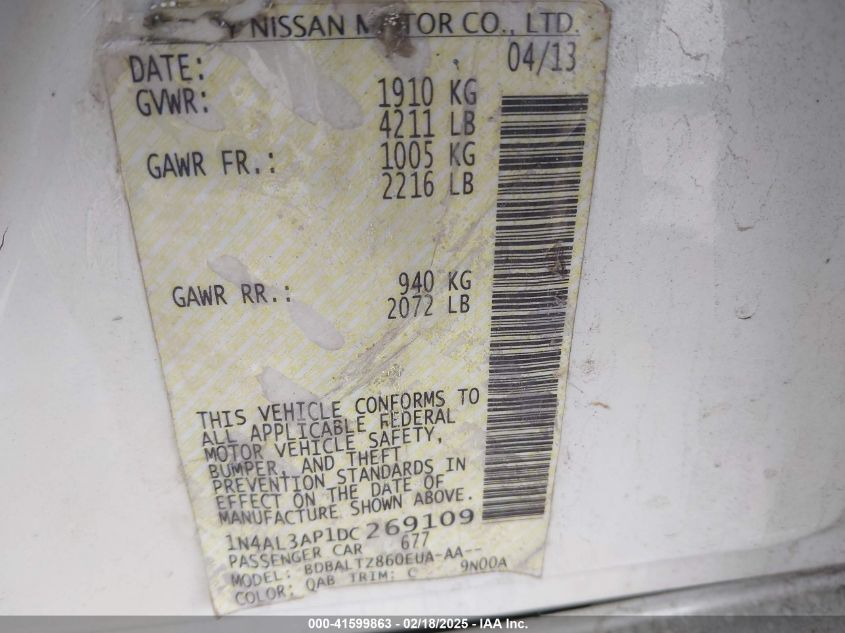 Y NISSAN MOTOR CO., LTD.
DATE: 04/13
GVWR: 1910 KG
4211 LB
GAWR FR.: 1005 KG
2216 LB
GAWR RR.: 940 KG
2072 LB
THIS VEHICLE CONFORMS TO
ALL APPLICABLE FEDERAL
MOTOR VEHICLE SAFETY,
BUMPER, AND THEFT
PREVENTION STANDARDS IN
EFFECT ON THE DATE OF
MANUFACTURE SHOWN ABOVE.
1N4AL3AP1DC269109
PASSENGER CAR 677
MODEL: BDBALTZ860EUA-AA--
COLOR: QAB TRIM: C 9N00A
000-41599863 - 02/18/2025 - IAA Inc.